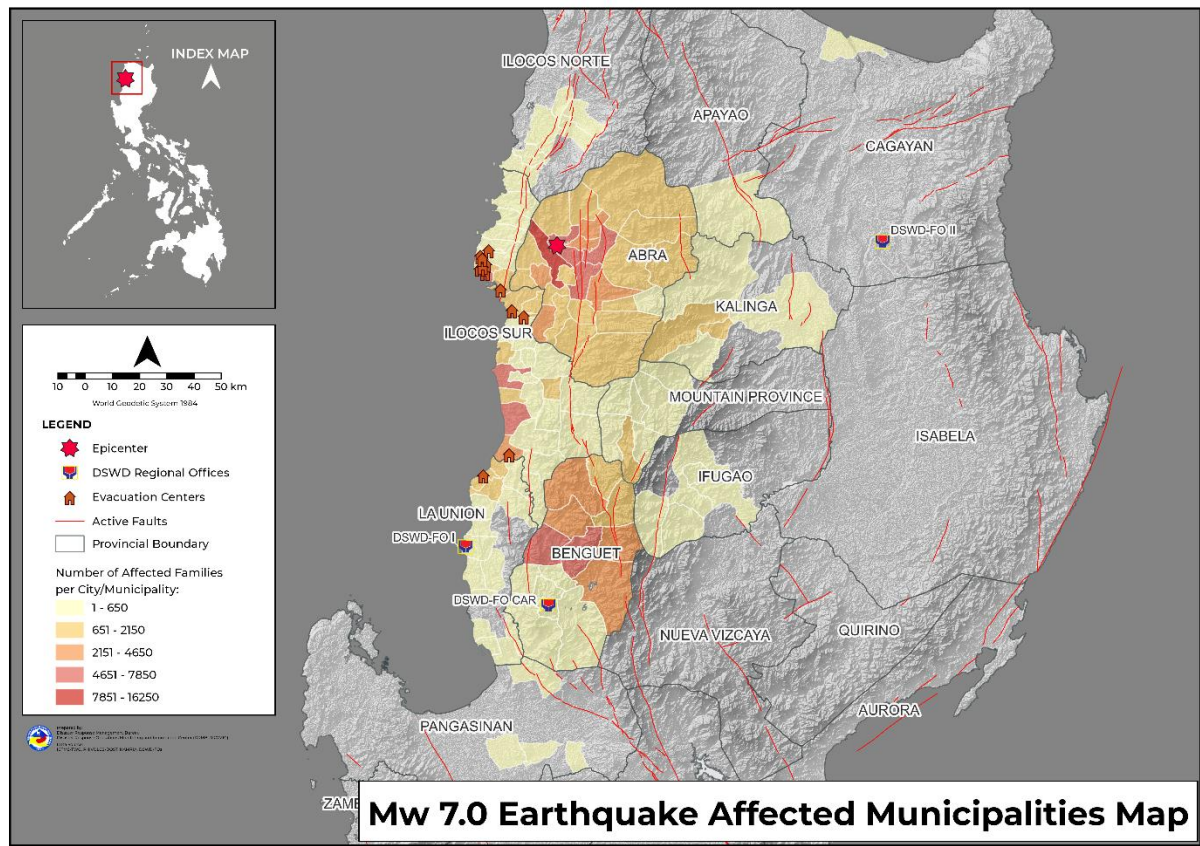 INDEX MAP
10 0 10 20 30 40 50 km
World Geodetic System 1984
LEGEND
Epicenter
DSWD Regional Offices
Evacuation Centers
Active Faults
Provincial Boundary
Number of Affected Families
per City/Municipality:
1 - 650
651 - 2150
2151 - 4650
4651 - 7850
7851 - 16250
ILOCOS NORTE
APAYAO
CAGAYAN
DSWD-FO II
ABRA
KALINGA
ILOCOS SUR
MOUNTAIN PROVINCE
ISABELA
IFUGAO
LA UNION
DSWD-FO I
BENGUET
DSWD-FO CAR
NUEVA VIZCAYA
QUIRINO
AURORA
PANGASINAN
Mw 7.0 Earthquake Affected Municipalities Map